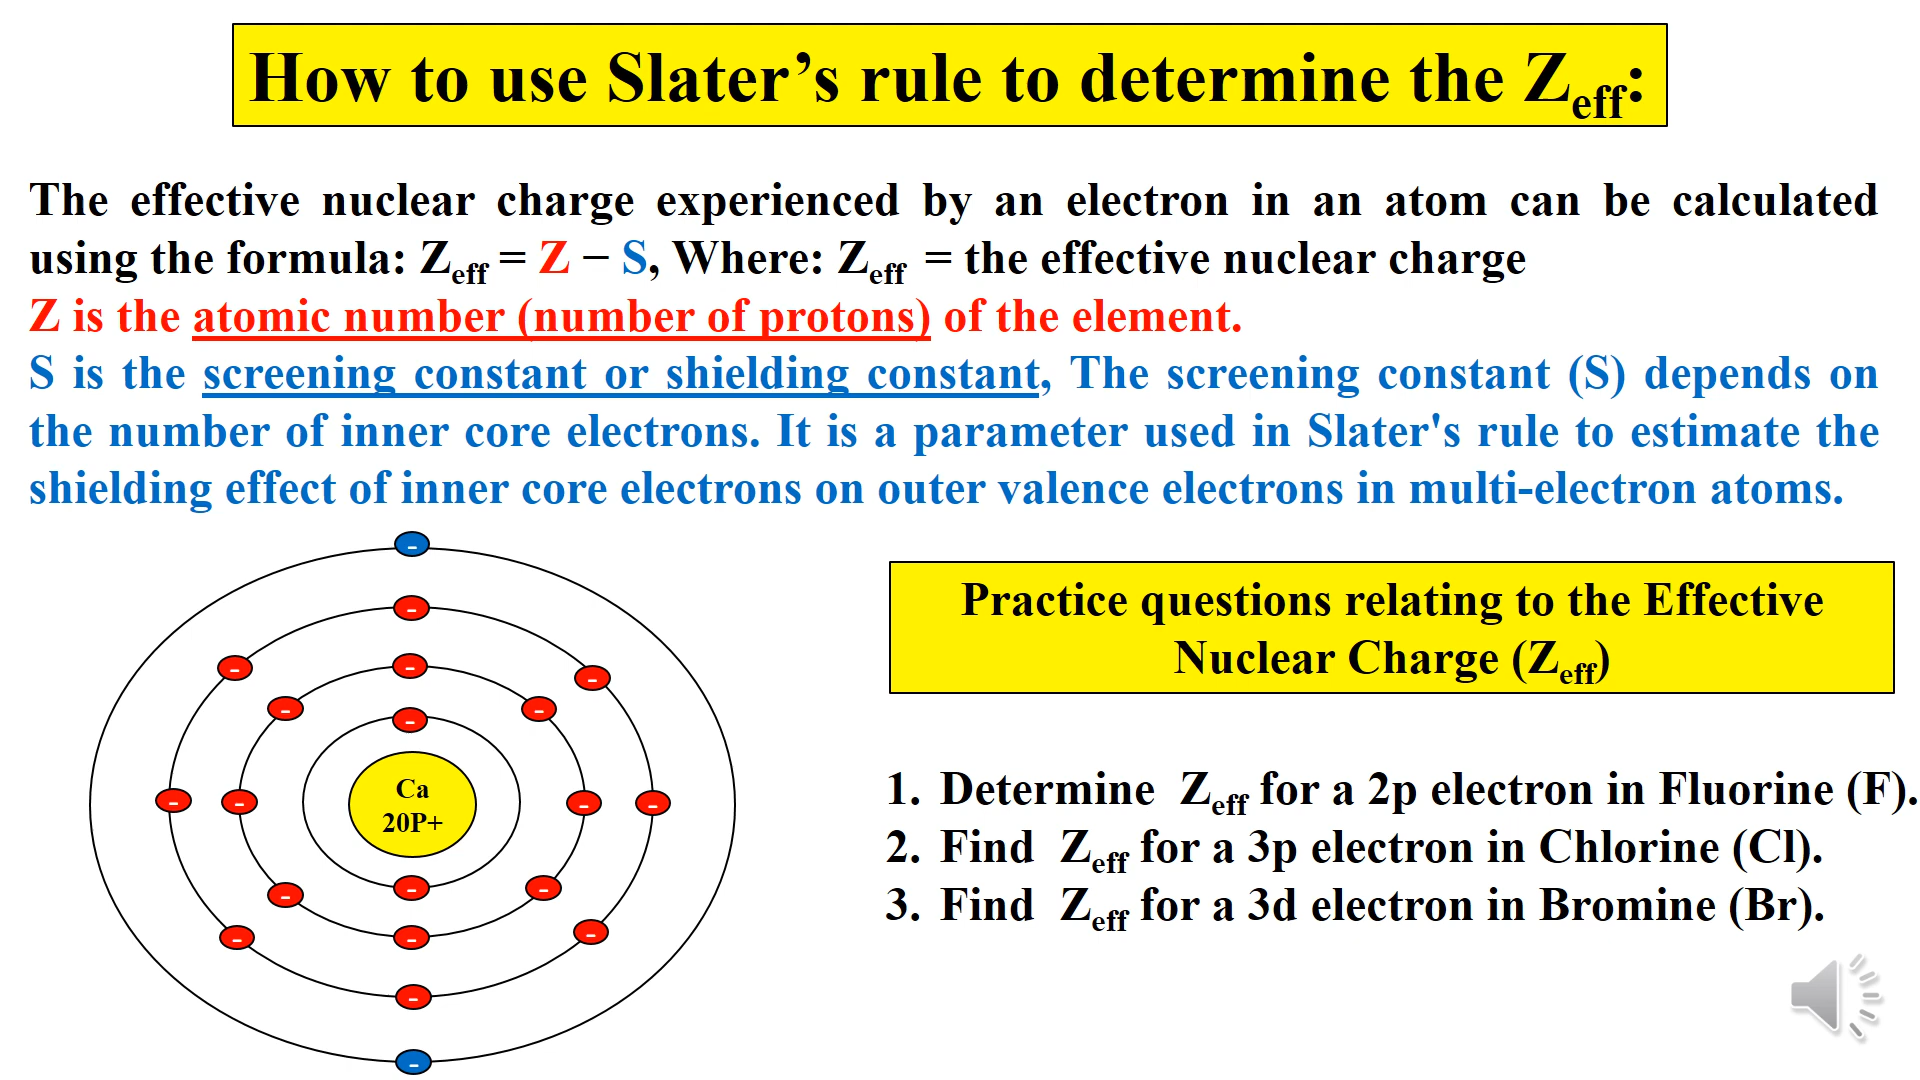 How to use Slater’s rule to determine the Zeff:
The effective nuclear charge experienced by an electron in an atom can be calculated
using the formula: Zeff = Z − S, Where: Zeff = the effective nuclear charge
Z is the atomic number (number of protons) of the element.
S is the screening constant or shielding constant, The screening constant (S) depends on
the number of inner core electrons. It is a parameter used in Slater's rule to estimate the
shielding effect of inner core electrons on outer valence electrons in multi-electron atoms.
Ca
20P+
Practice questions relating to the Effective
Nuclear Charge (Zeff)
1. Determine Zeff for a 2p electron in Fluorine (F).
2. Find Zeff for a 3p electron in Chlorine (Cl).
3. Find Zeff for a 3d electron in Bromine (Br).